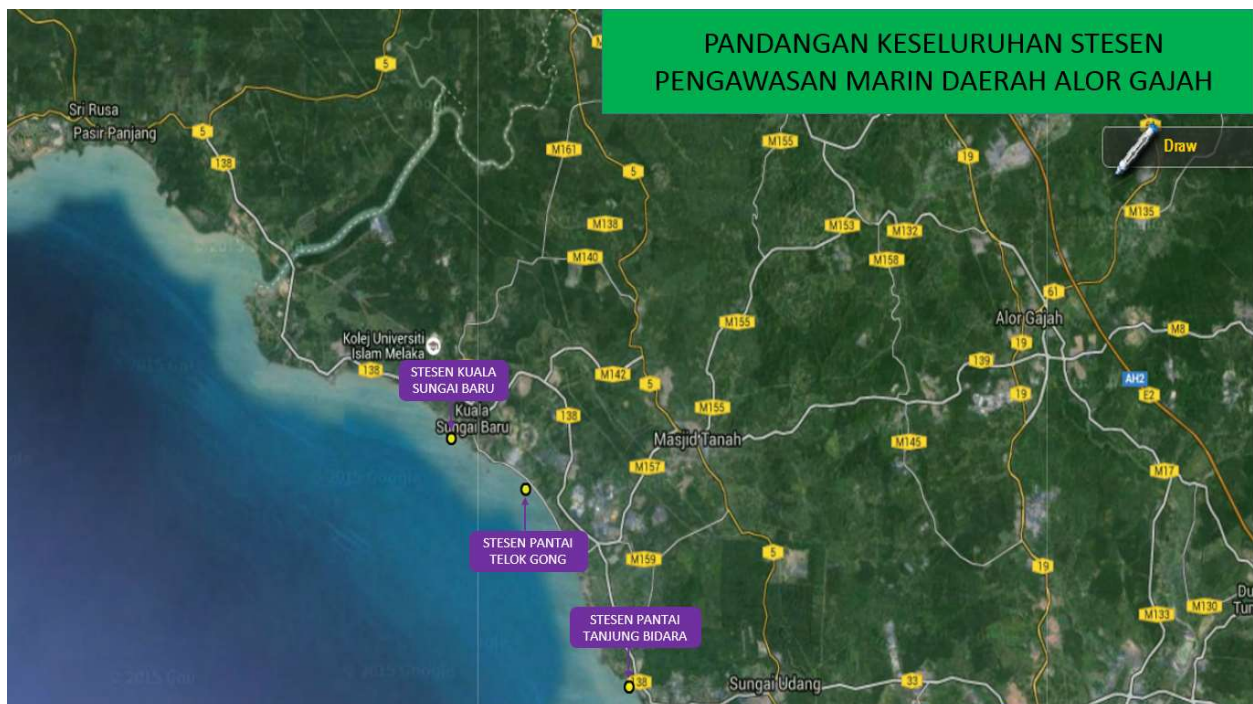 PANDANGAN KESELURUHAN STESEN
PENGAWASAN MARIN DAERAH ALOR GAJAH
Draw
Sri Rusa
Pasir Panjang
5
5
138
M161
5
M155
19
M135
M138
M140
M153
M132
M158
61
Alor Gajah
M155
19
M8
139
Kolej Universiti
Islam Melaka
138
STESEN KUALA
SUNGAI BARU
M142
5
19
AH2
E2
Kuala
Sungai Baru
138
M155
Masjid Tanah
M145
M157
M17
STESEN PANTAI
TELOK GONG
M159
5
19
STESEN PANTAI
TANJUNG BIDARA
M133
M130
Sungai Udang
33
© 2015